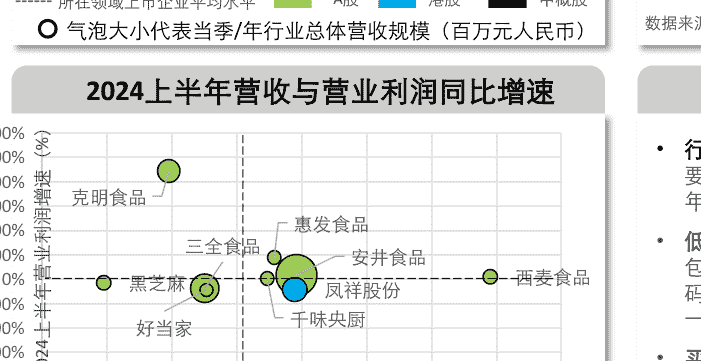 所在领域上市企业平均水平 A股 港股 中概股
气泡大小代表当季/年行业总体营收规模（百万元人民币）
数据来源
2024上半年营收与营业利润同比增速
2024上半年营业利润增速（%）
00%
00%
00%
00%
00%
00%
0%
00%
00%
00%
克明食品
惠发食品
三全食品
安井食品
黑芝麻
西麦食品
凤祥股份
千味央厨
好当家
• 行
要
年
• 低
包
码
一
• 买